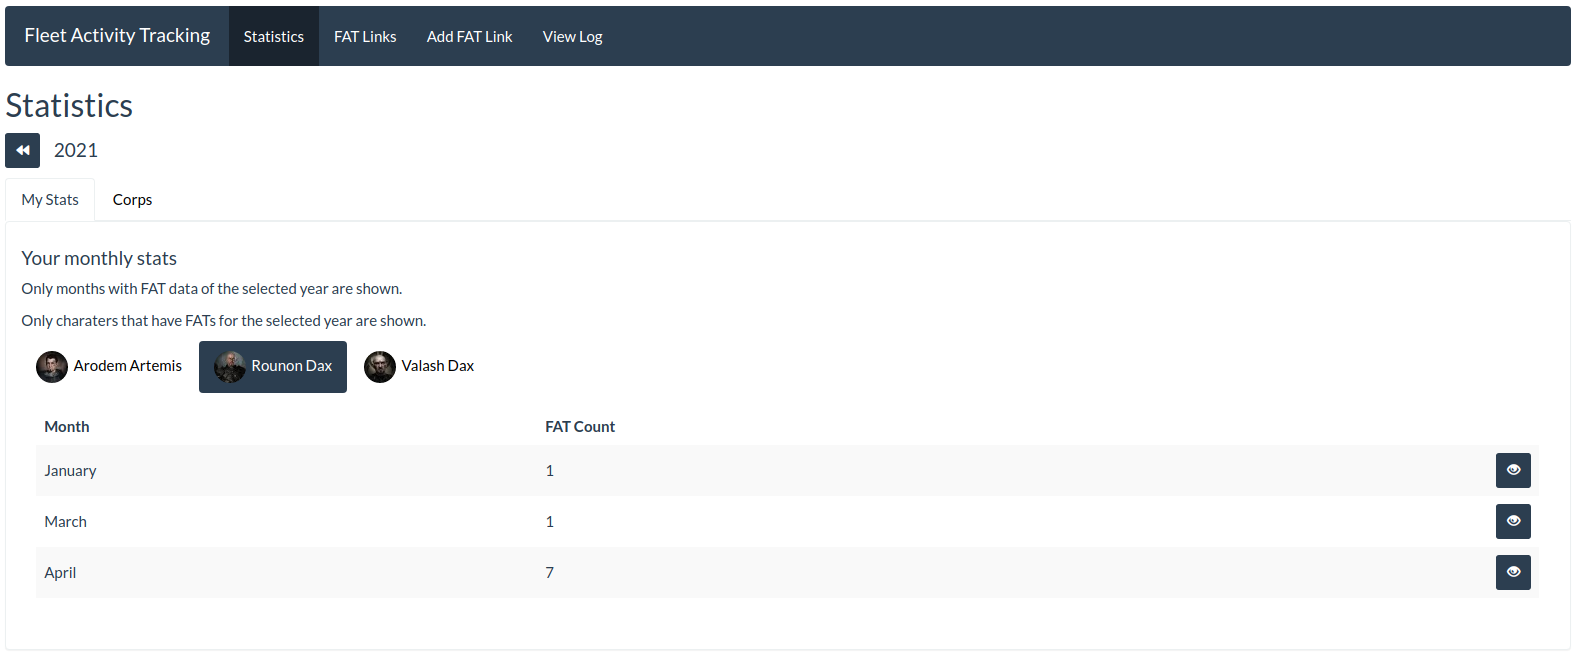 Fleet Activity Tracking Statistics FAT Links Add FAT Link View Log
Statistics
2021
My Stats Corps
Your monthly stats
Only months with FAT data of the selected year are shown.
Only charaters that have FATs for the selected year are shown.
Arodem Artemis Rounon Dax Valash Dax
Month FAT Count
January 1
March 1
April 7